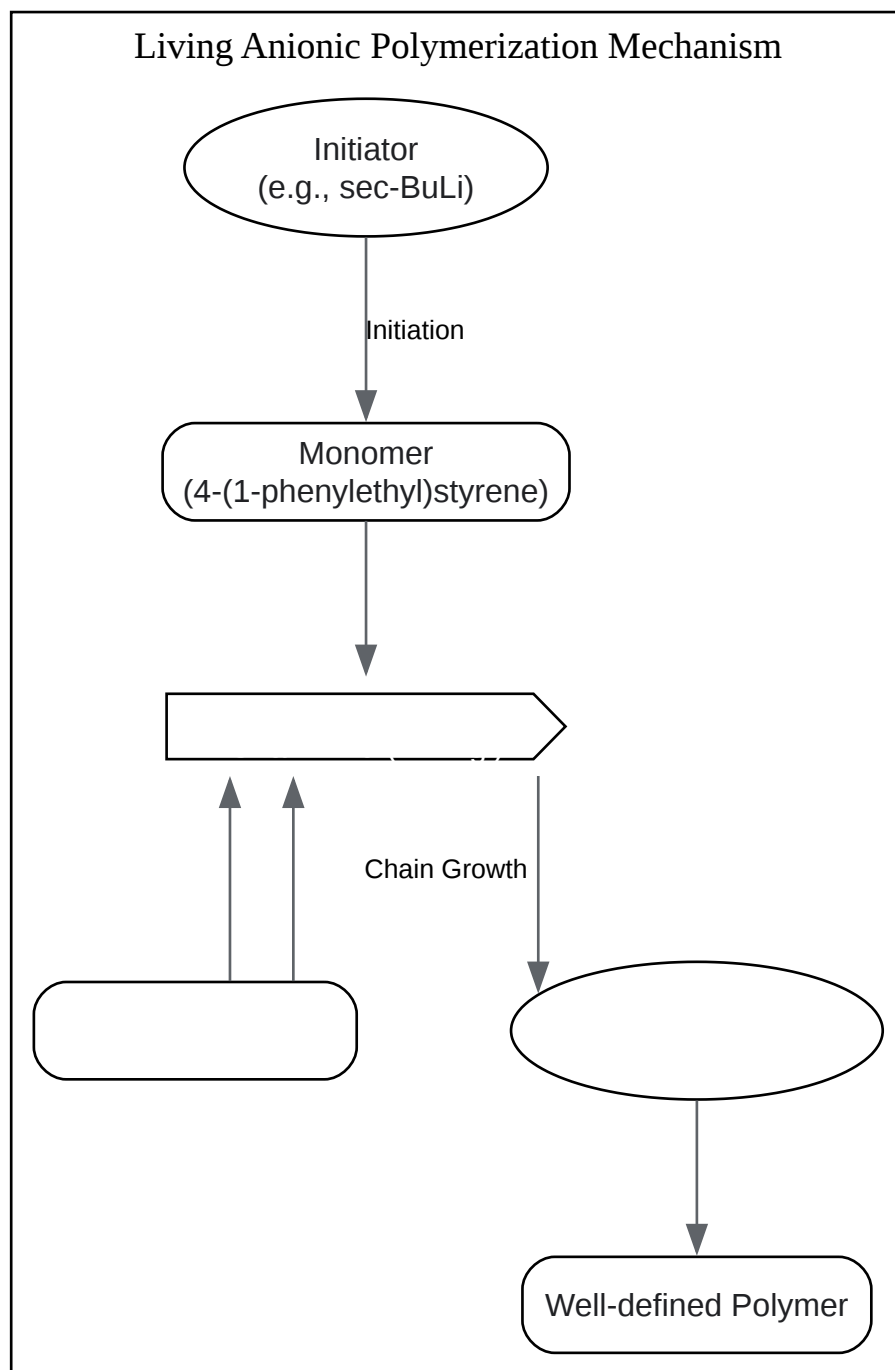 Living Anionic Polymerization Mechanism
Initiator
(e.g., sec-BuLi)
Initiation
Monomer
(4-(1-phenylethyl)styrene)
Chain Growth
Well-defined Polymer